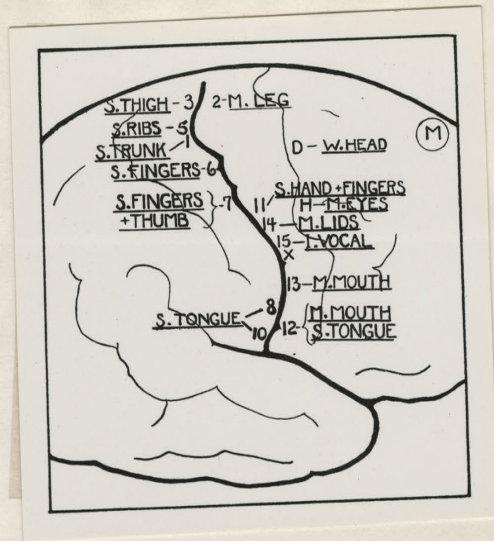 S.THIGH-3 2-M. LEG
S.RIBS-5
S.TRUNK 1
S.FINGERS-6
S.FINGERS -7
+THUMB
S.TONGUE 8
10
D-W.HEAD
M
S.HAND+FINGERS
11 H-M.EYES
14-M.LIDS
15-I.VOCAL
X
13-M.MOUTH
12 M.MOUTH
S.TONGUE